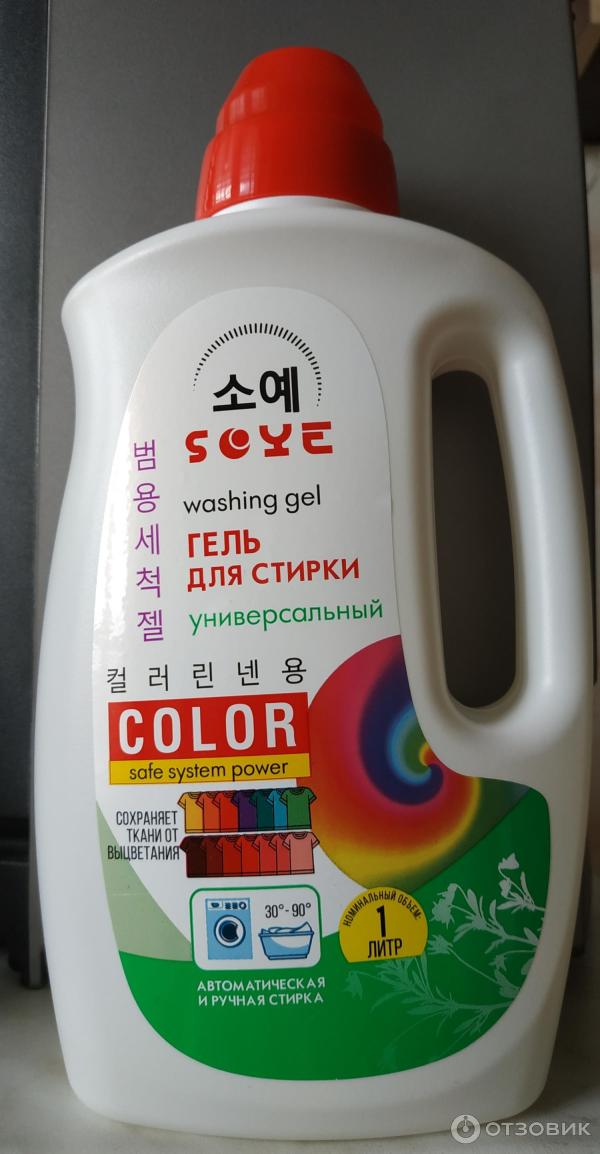 소예
SOYE
범용세척젤
washing gel
ГЕЛЬ
ДЛЯ СТИРКИ
универсальный
컬러린넨용
COLOR
safe system power
СОХРАНЯЕТ
ТКАНИ ОТ
ВЫЦВЕТАНИЯ
30°-90°
НОМИНАЛЬНЫЙ ОБЪЕМ:
1
ЛИТР
АВТОМАТИЧЕСКАЯ
И РУЧНАЯ СТИРКА
ОТЗОВИК